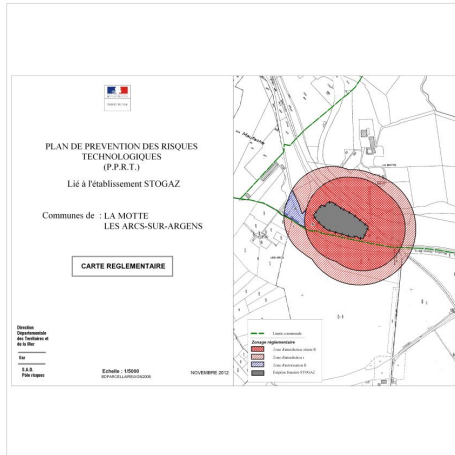 PLAN DE PREVENTION DES RISQUES
TECHNOLOGIQUES
(P.P.R.T.)
Lié à l'établissement STOGAZ
Communes de : LA MOTTE
LES ARCS-SUR-ARGENS
CARTE REGLEMENTAIRE
Direction
Départementale
des Territoires et
de la Mer
Var
S.A.D.
Pôle risques
Echelle : 1/5000
NOVEMBRE 2012
Limite communale
Zonage réglementaire
Zone d'interdiction stricte R
Zone d'interdiction r
Zone d'autorisation B
Emprise foncière STOGAZ